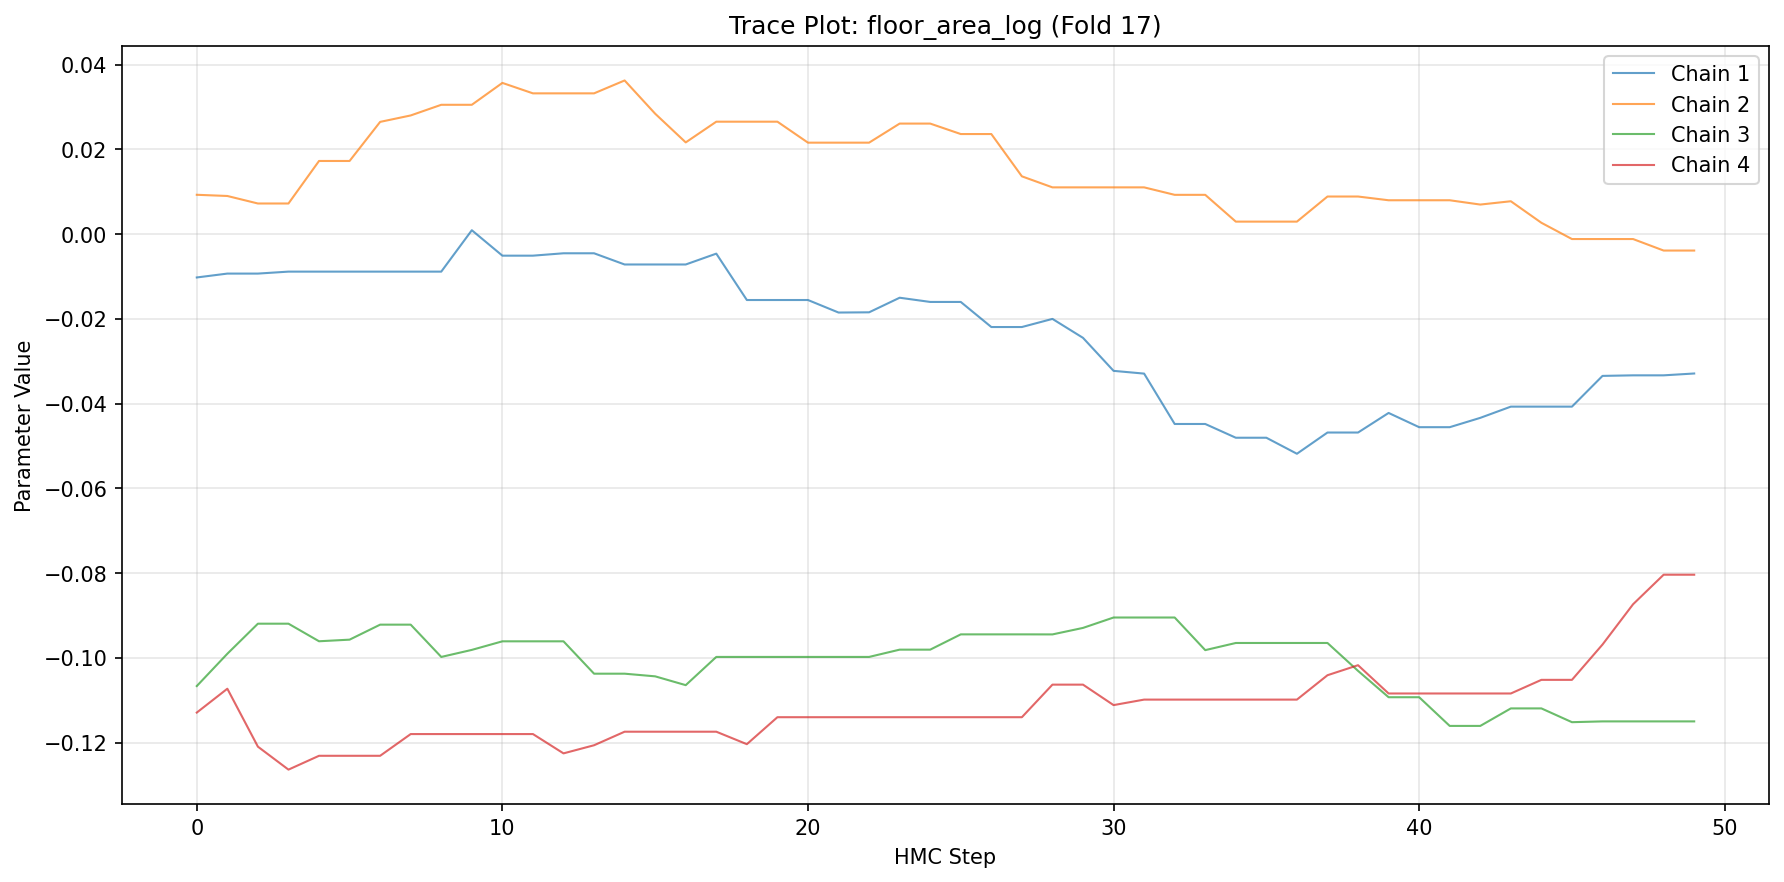 Trace Plot: floor_area_log (Fold 17)
Chain 1
Chain 2
Chain 3
Chain 4
Parameter Value
0.04
0.02
0.00
−0.02
−0.04
−0.06
−0.08
−0.10
−0.12
0 10 20 30 40 50
HMC Step